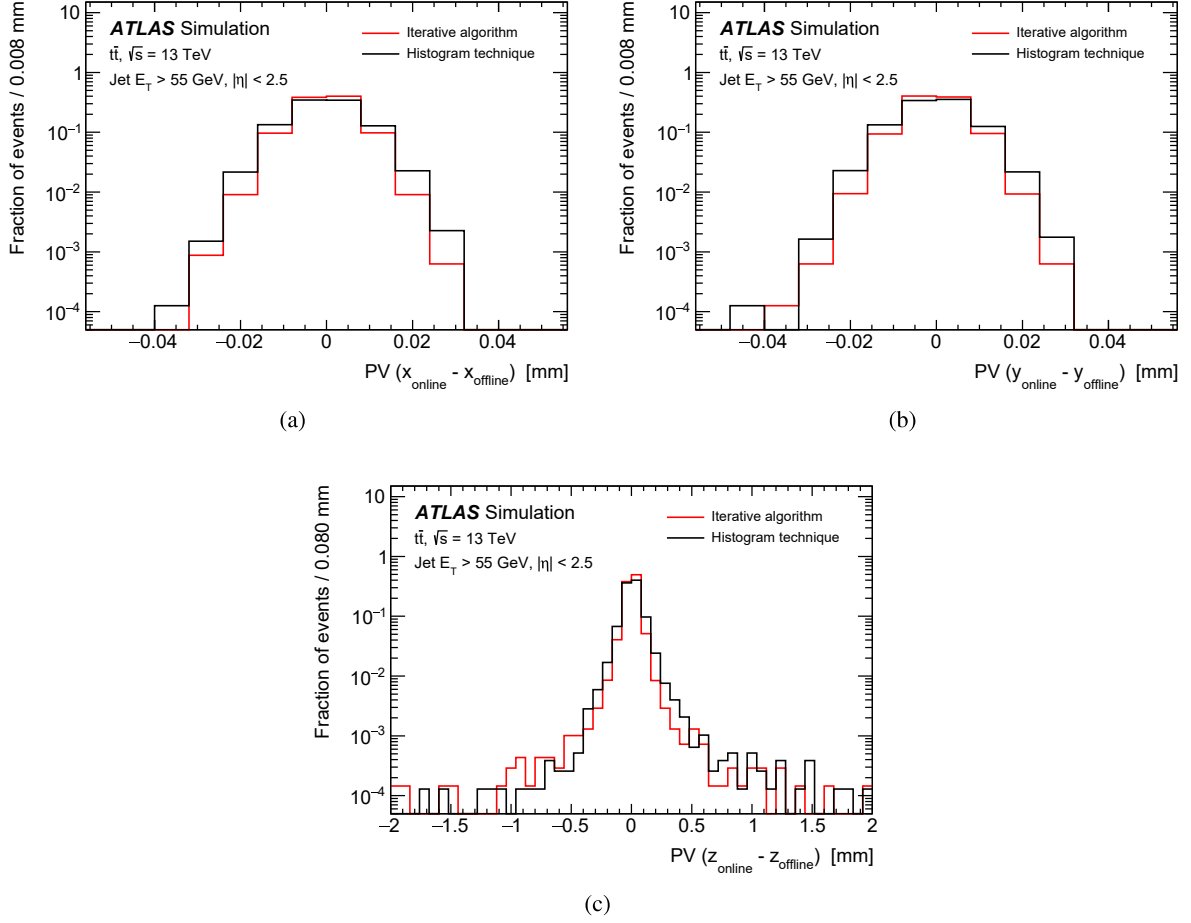 ATLAS Simulation
tt̄, √s = 13 TeV
Jet E_T > 55 GeV, |η| < 2.5
Iterative algorithm
Histogram technique
Fraction of events / 0.008 mm
10
1
10⁻¹
10⁻²
10⁻³
10⁻⁴
−0.04 −0.02 0 0.02 0.04
PV (x_online - x_offline) [mm]
(a)
ATLAS Simulation
tt̄, √s = 13 TeV
Jet E_T > 55 GeV, |η| < 2.5
Iterative algorithm
Histogram technique
Fraction of events / 0.008 mm
10
1
10⁻¹
10⁻²
10⁻³
10⁻⁴
−0.04 −0.02 0 0.02 0.04
PV (y_online - y_offline) [mm]
(b)
ATLAS Simulation
tt̄, √s = 13 TeV
Jet E_T > 55 GeV, |η| < 2.5
Iterative algorithm
Histogram technique
Fraction of events / 0.080 mm
10
1
10⁻¹
10⁻²
10⁻³
10⁻⁴
−2 −1.5 −1 −0.5 0 0.5 1 1.5 2
PV (z_online - z_offline) [mm]
(c)